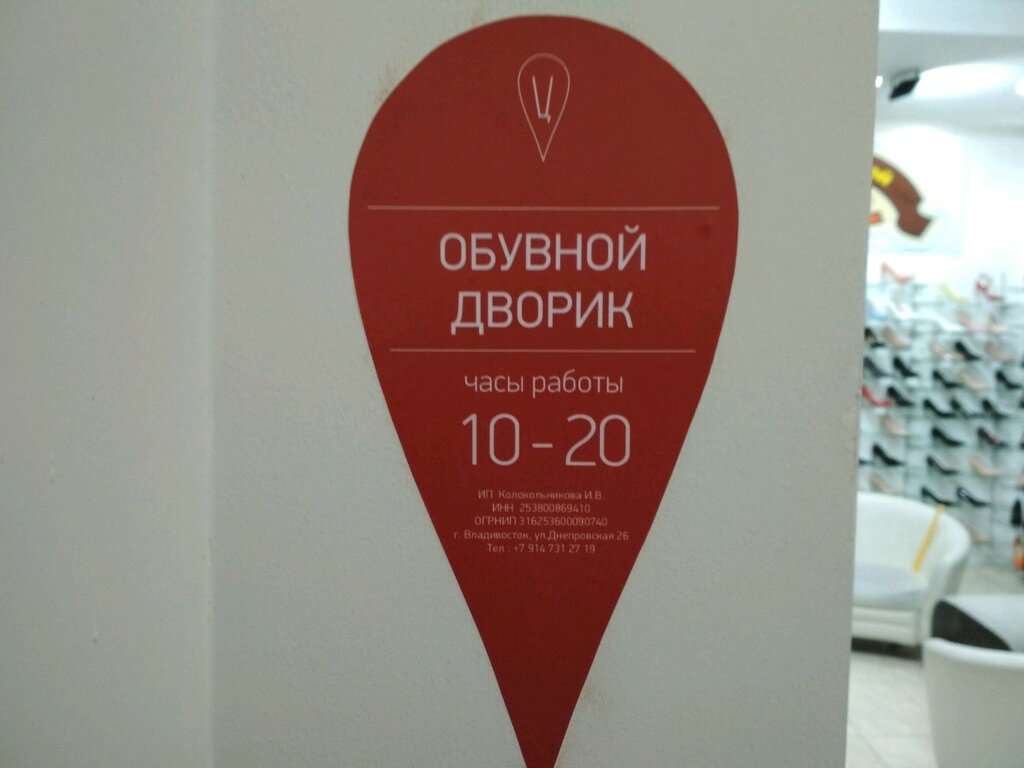 Ц
ОБУВНОЙ
ДВОРИК
часы работы
10 - 20
ИП Колокольникова И.В.
ИНН 253800869410
ОГРНИП 316253600090740
г. Владивосток, ул.Днепровская 26
Тел : +7 914 731 27 19